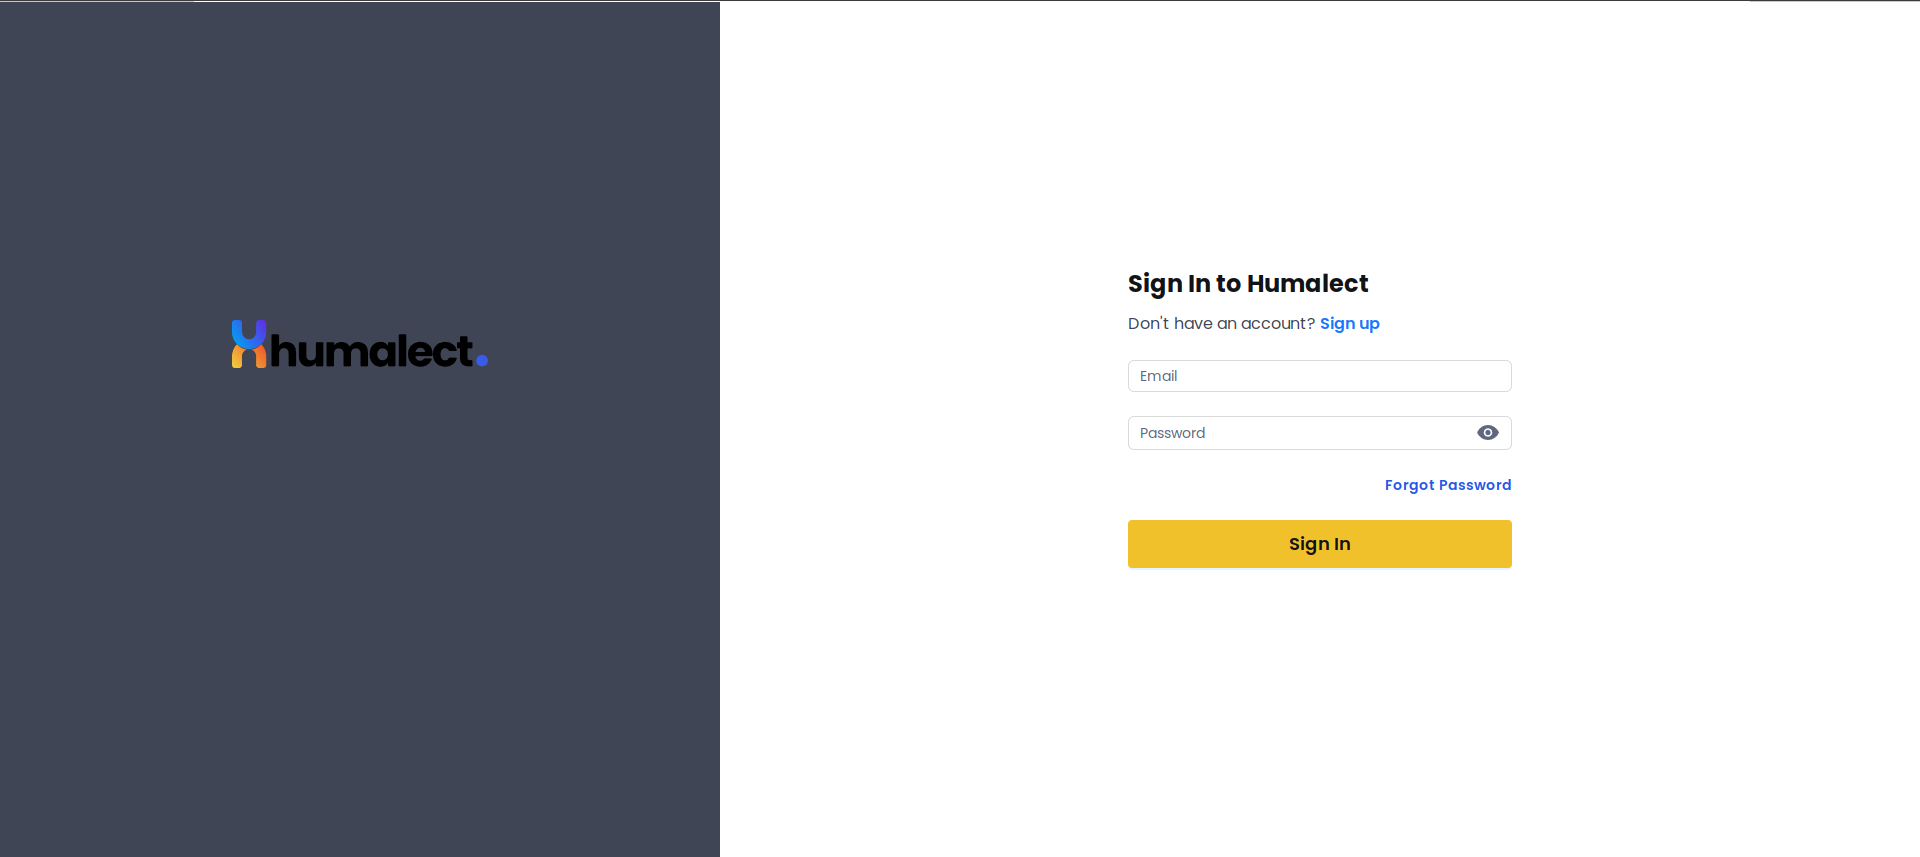 humalect.
Sign In to Humalect
Don't have an account? Sign up
Email
Password
Forgot Password
Sign In